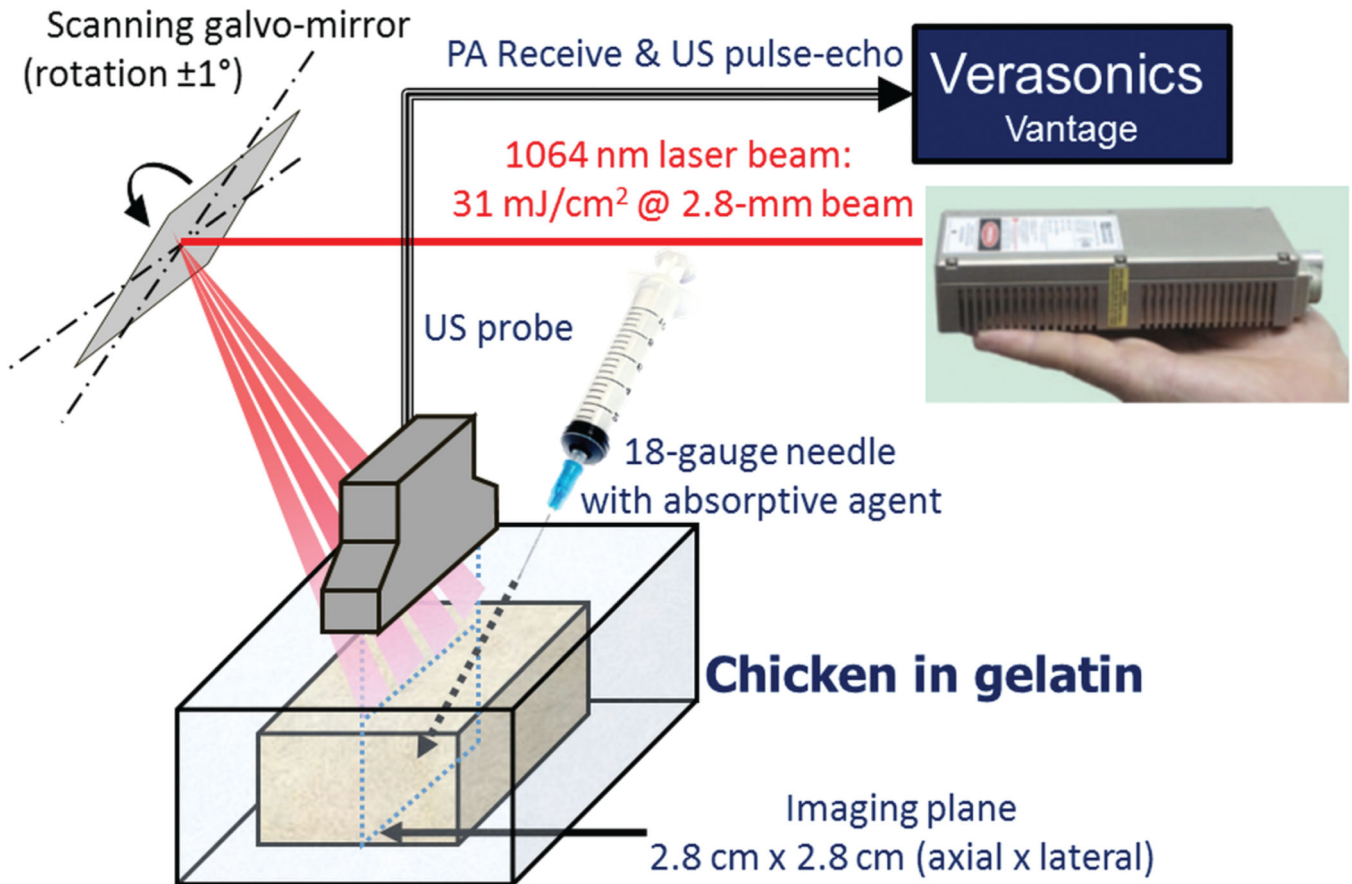 Scanning galvo-mirror
(rotation ±1°)
PA Receive & US pulse-echo
Verasonics
Vantage
1064 nm laser beam:
31 mJ/cm² @ 2.8-mm beam
US probe
18-gauge needle
with absorptive agent
Chicken in gelatin
Imaging plane
2.8 cm x 2.8 cm (axial x lateral)